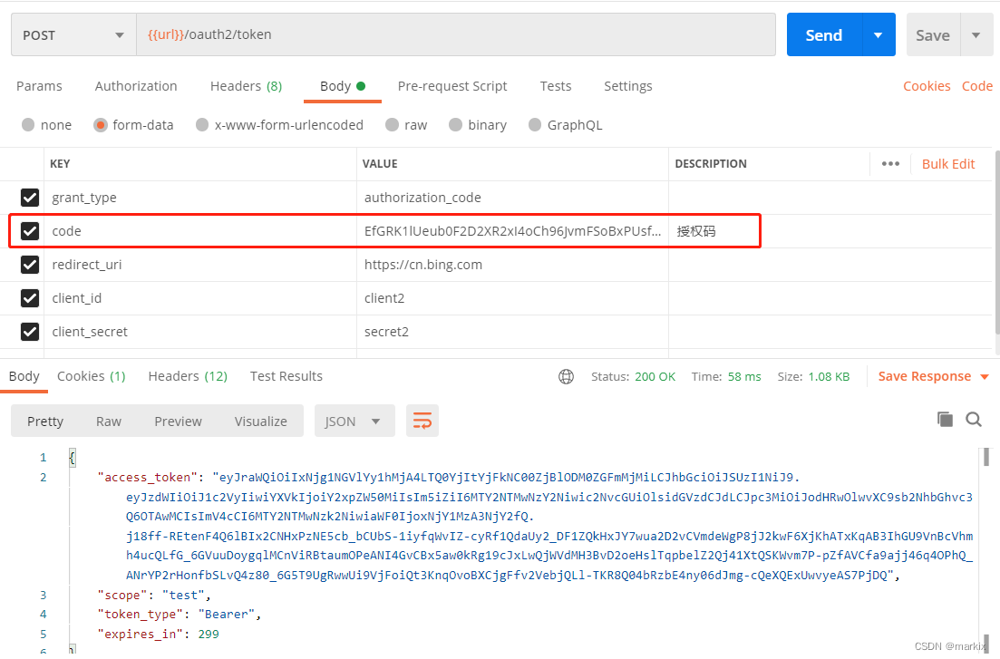 POST {{url}}/oauth2/token Send Save
Params Authorization Headers (8) Body Pre-request Script Tests Settings Cookies Code
none form-data x-www-form-urlencoded raw binary GraphQL
KEY VALUE DESCRIPTION ••• Bulk Edit
grant_type authorization_code
code EfGRK1lUeub0F2D2XR2xI4oCh96JvmFSoBxPUsf... 授权码
redirect_uri https://cn.bing.com
client_id client2
client_secret secret2
Body Cookies (1) Headers (12) Test Results Status: 200 OK Time: 58 ms Size: 1.08 KB Save Response
Pretty Raw Preview Visualize JSON
1 {
2 "access_token": "eyJraWQiOiIxNjg1NGVlYy1hMjA4LTQ0YjItYjFkNC00ZjBlODM0ZGFmMjMiLCJhbGciOiJSUzI1NiJ9.
eyJzdWIiOiJ1c2VyIiwiYXVkIjoiY2xpZW50MiIsIm5iZiI6MTY2NTMwNzY2Niwic2NvcGUiOlsidGVzdCJdLCJpc3MiOiJodHRwOlwvXC9sb2NhbGhvc3
Q6OTAwMCIsImV4cCI6MTY2NTMwNzk2NiwiaWF0IjoxNjY1MzA3NjY2fQ.
j18ff-REtenF4Q6lBIx2CNHxPzNE5cb_bCUbS-1iyfqWvIZ-cyRf1QdaUy2_DF1ZQkHxJY7wua2D2vCVmdeWgP8jJ2kwF6XjKhATxKqAB3IhGU9VnBcVhm
h4ucQLfG_6GVuuDoygqlMCnViRBtaumOPeANI4GvCBx5aw0kRg19cJxLwQjWVdMH3BvD2oeHslTqpbelZ2Qj41XtQSKWvm7P-pZfAVCfa9ajj46q4OPhQ_
ANrYP2rHonfbSLvQ4z80_6G5T9UgRwwUi9VjFoiQt3KnqOvoBXCjgFfv2VebjQLl-TKR8Q04bRzbE4ny06dJmg-cQeXQExUwvyeAS7PjDQ",
3 "scope": "test",
4 "token_type": "Bearer",
5 "expires_in": 299
6 }
CSDN @markix